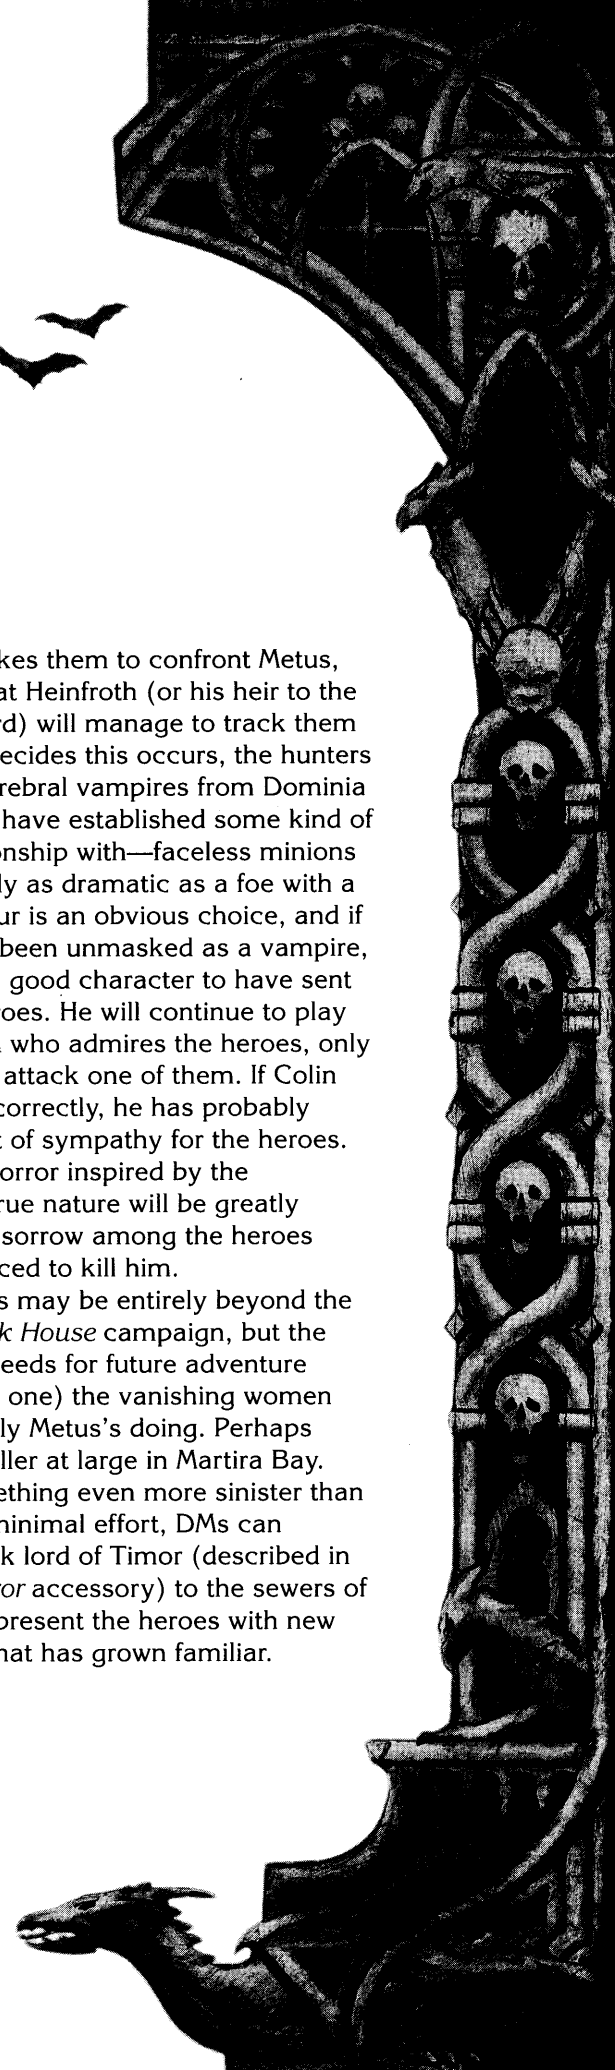 kes them to confront Metus,
at Heinfroth (or his heir to the
rd) will manage to track them
ecides this occurs, the hunters
rebral vampires from Dominia
have established some kind of
onship with—faceless minions
ly as dramatic as a foe with a
ur is an obvious choice, and if
been unmasked as a vampire,
good character to have sent
oes. He will continue to play
who admires the heroes, only
attack one of them. If Colin
correctly, he has probably
t of sympathy for the heroes.
orror inspired by the
rue nature will be greatly
sorrow among the heroes
ced to kill him.
s may be entirely beyond the
k House campaign, but the
eeds for future adventure
one) the vanishing women
ly Metus's doing. Perhaps
ller at large in Martira Bay.
ething even more sinister than
minimal effort, DMs can
k lord of Timor (described in
or accessory) to the sewers of
present the heroes with new
hat has grown familiar.